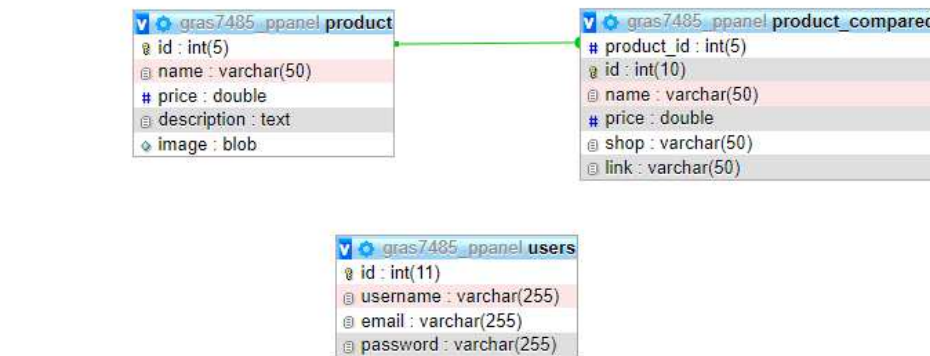 gras7485_ppanel product
id : int(5)
name : varchar(50)
price : double
description : text
image : blob
gras7485_ppanel product_compared
product_id : int(5)
id : int(10)
name : varchar(50)
price : double
shop : varchar(50)
link : varchar(50)
gras7485_ppanel users
id : int(11)
username : varchar(255)
email : varchar(255)
password : varchar(255)